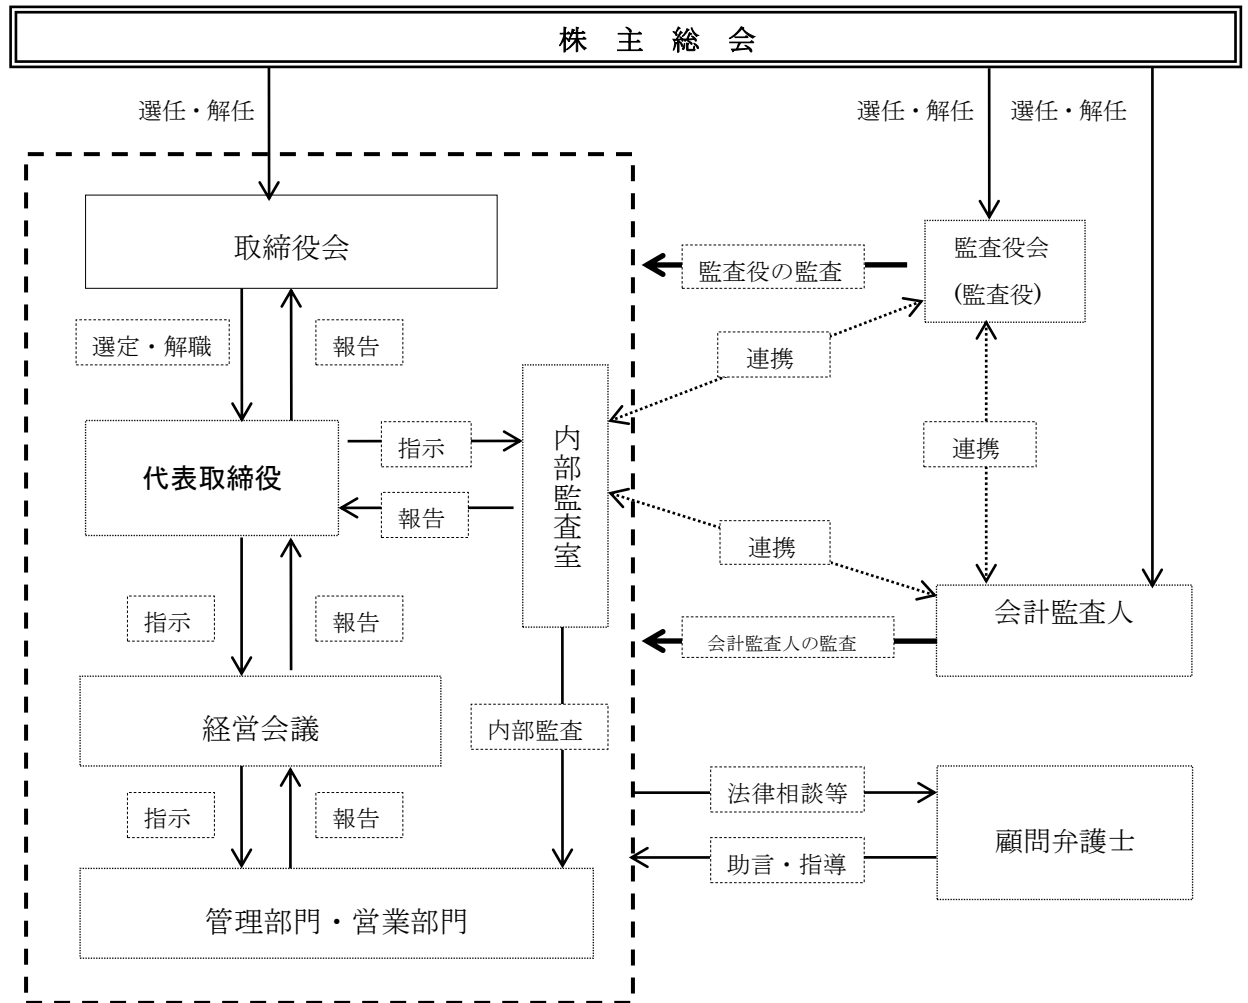 株 主 総 会
選任・解任
選任・解任
選任・解任
取締役会
監査役の監査
監査役会
(監査役)
選定・解職
報告
連携
内部監査室
連携
指示
代表取締役
報告
連携
指示
報告
会計監査人
会計監査人の監査
経営会議
内部監査
指示
報告
法律相談等
顧問弁護士
助言・指導
管理部門・営業部門